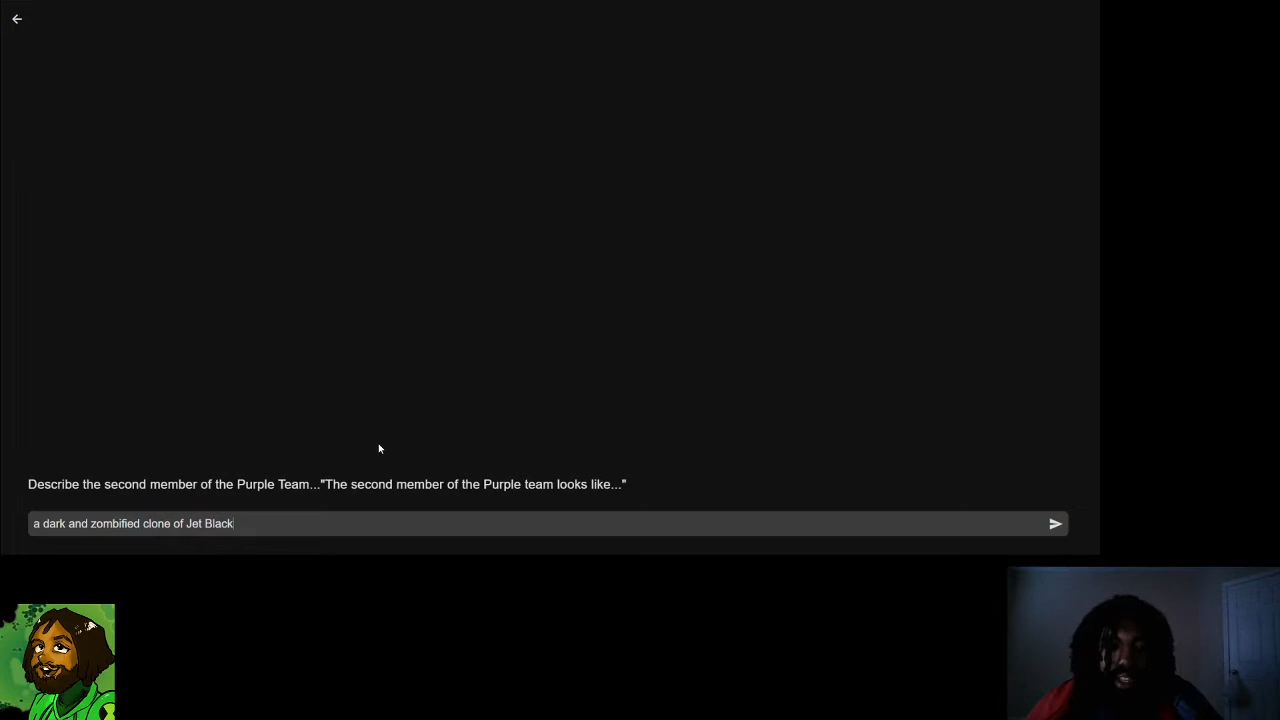 Describe the second member of the Purple Team..."The second member of the Purple team looks like..."
a dark and zombified clone of Jet Black